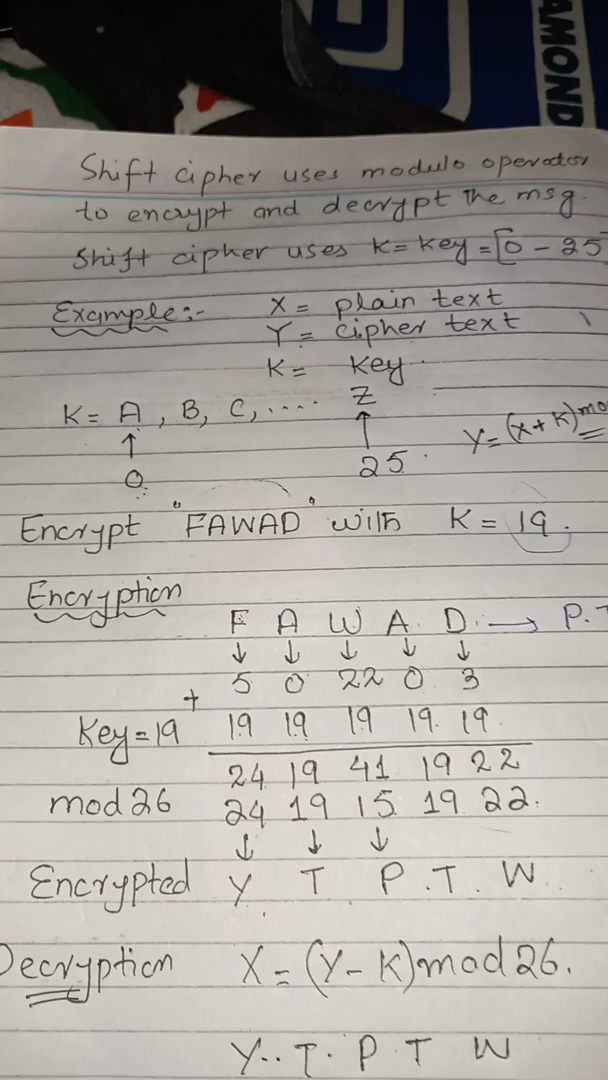 AMOND
Shift cipher uses modulo operator
to encrypt and decrypt the msg.
Shift cipher uses K = Key = [0 - 25
Example:- X = plain text
Y = cipher text
K = Key.
K = A, B, C, .... Z
↑ ↑
0 25.
Y = (x + K) mo
Encrypt "FAWAD" with K = 19.
Encryption
F A W A D. → P.T
↓ ↓ ↓ ↓ ↓
5 0 22 0 3
+
Key = 19 19 19 19 19. 19.
24 19 41 19 22
mod 26 24 19 15 19 22.
↓ ↓ ↓
Encrypted Y T P . T . W.
Decryption X = (Y - K) mod 26.
Y.. T. P. T W